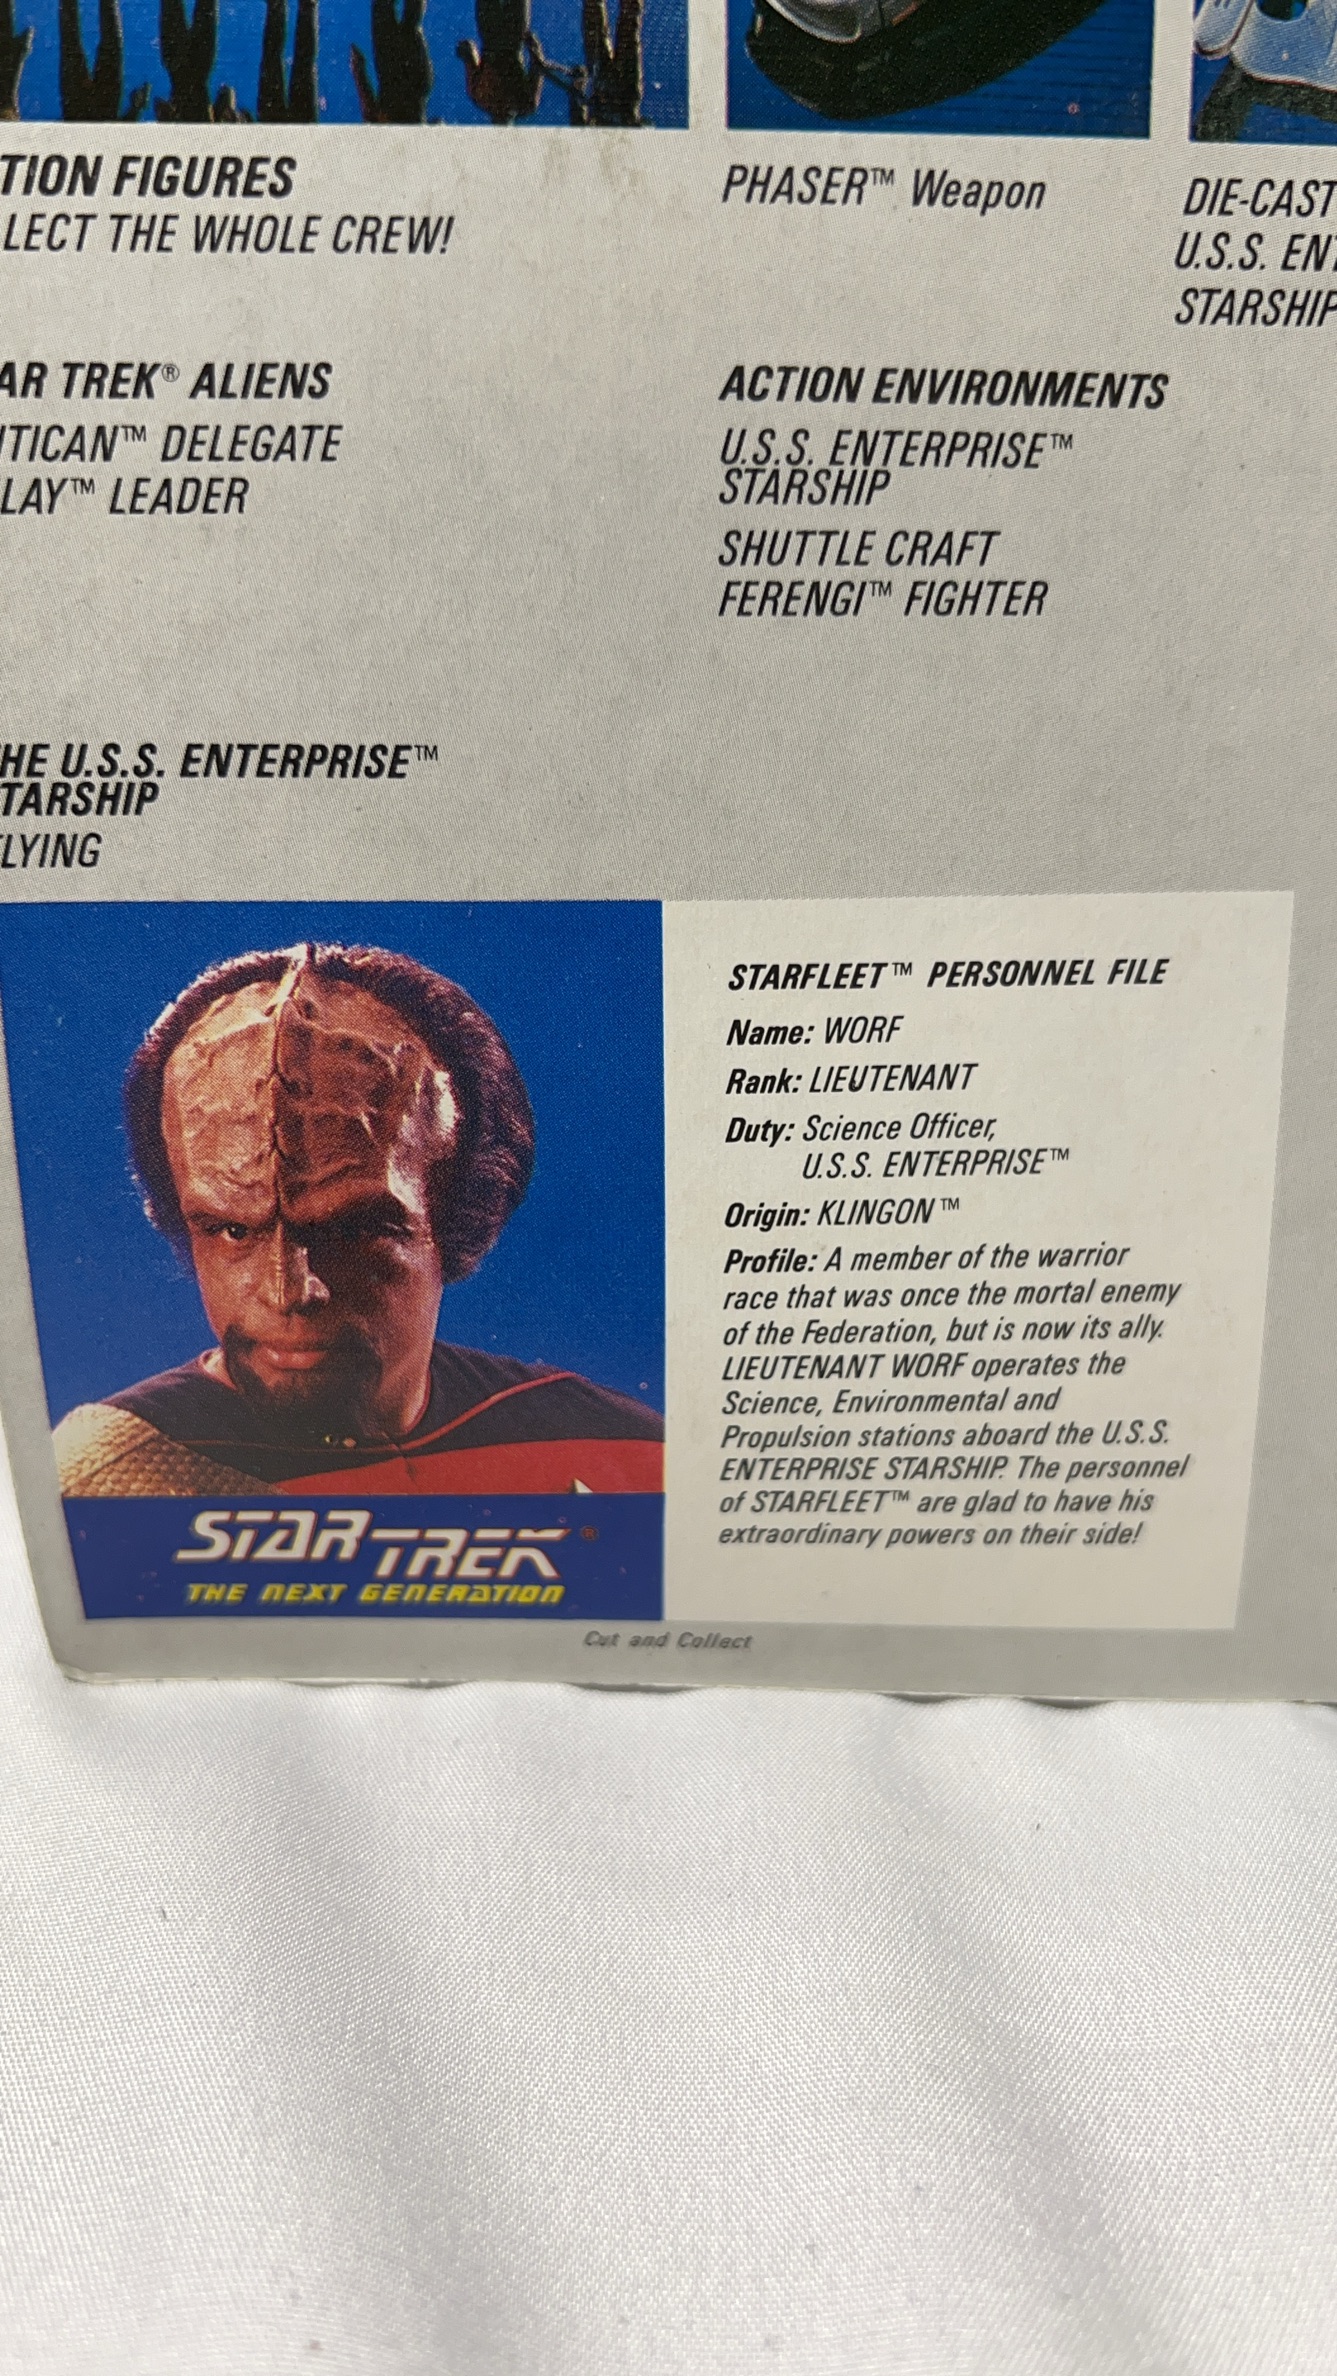 TION FIGURES
LECT THE WHOLE CREW!
PHASER™ Weapon
DIE-CAST
U.S.S. ENT
STARSHIP
AR TREK® ALIENS
TICAN™ DELEGATE
LAY™ LEADER
ACTION ENVIRONMENTS
U.S.S. ENTERPRISE™
STARSHIP
SHUTTLE CRAFT
FERENGI™ FIGHTER
HE U.S.S. ENTERPRISE™
TARSHIP
LYING
STAR TREK®
THE NEXT GENERATION
STARFLEET™ PERSONNEL FILE
Name: WORF
Rank: LIEUTENANT
Duty: Science Officer,
U.S.S. ENTERPRISE™
Origin: KLINGON™
Profile: A member of the warrior
race that was once the mortal enemy
of the Federation, but is now its ally.
LIEUTENANT WORF operates the
Science, Environmental and
Propulsion stations aboard the U.S.S.
ENTERPRISE STARSHIP. The personnel
of STARFLEET™ are glad to have his
extraordinary powers on their side!
Cut and Collect